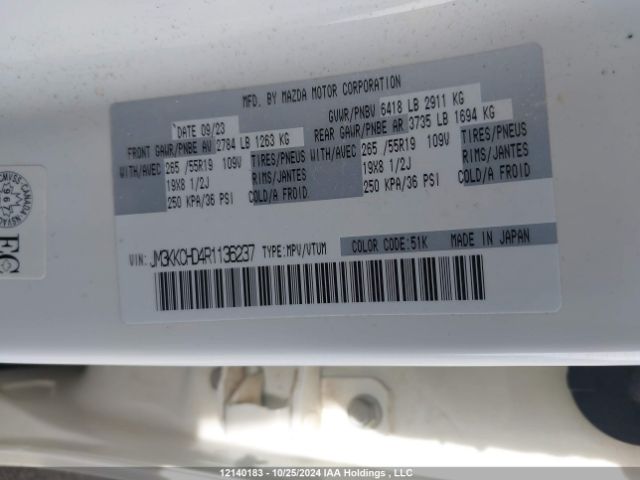 MFD. BY MAZDA MOTOR CORPORATION
DATE 09/23 GVWR/PNBV 6418 LB 2911 KG
FRONT GAWR/PNBE AV 2784 LB 1263 KG REAR GAWR/PNBE AR 3735 LB 1694 KG
WITH/AVEC 265 /55R19 109V TIRES/PNEUS WITH/AVEC 265 /55R19 109V TIRES/PNEUS
19X8 1/2J RIMS/JANTES 19X8 1/2J RIMS/JANTES
250 KPA/36 PSI COLD/A FROID 250 KPA/36 PSI COLD/A FROID
VIN: JM3KKCHD4R1136237 TYPE:MPV/VTUM COLOR CODE:51K MADE IN JAPAN
EC
12140183 - 10/25/2024 IAA Holdings , LLC